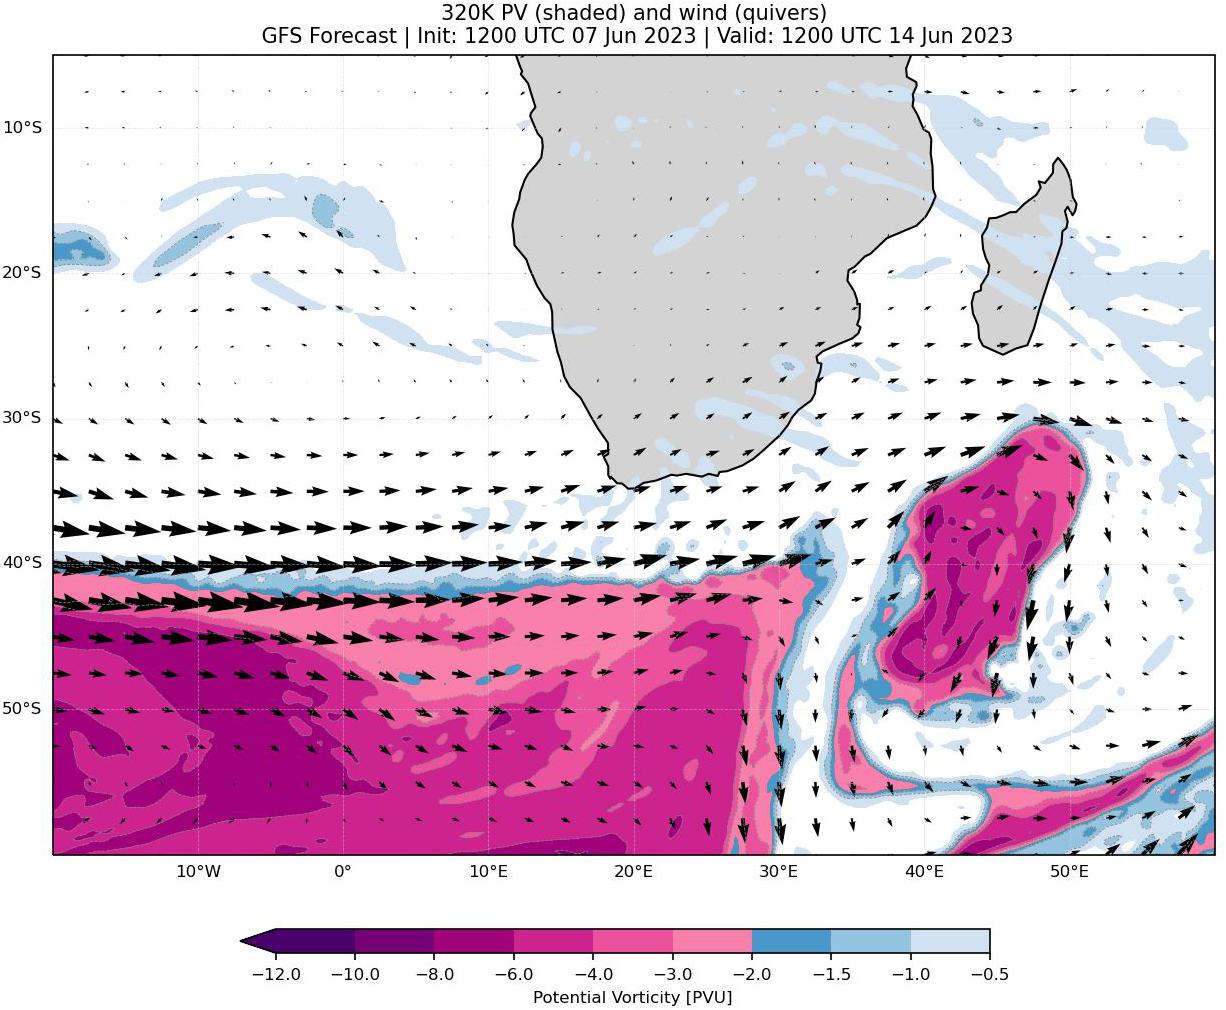 320K PV (shaded) and wind (quivers)
GFS Forecast | Init: 1200 UTC 07 Jun 2023 | Valid: 1200 UTC 14 Jun 2023
10°S
20°S
30°S
40°S
50°S
10°W 0° 10°E 20°E 30°E 40°E 50°E
−12.0 −10.0 −8.0 −6.0 −4.0 −3.0 −2.0 −1.5 −1.0 −0.5
Potential Vorticity [PVU]